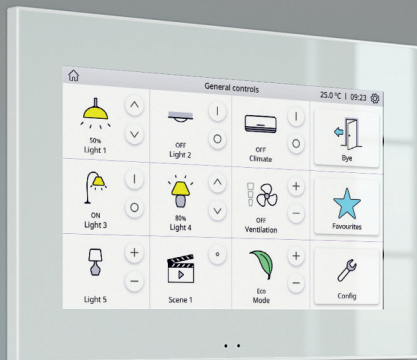 General controls
25.0 °C | 09:23
50%
Light 1
OFF
Light 2
OFF
Climate
Bye
ON
Light 3
80%
Light 4
OFF
Ventilation
Favourites
Light 5
Scene 1
Eco
Mode
Config